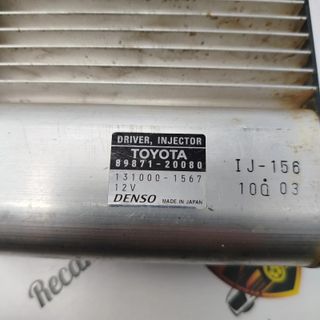 DRIVER, INJECTOR
TOYOTA
89871-20080
131000-1567
12V
DENSO MADE IN JAPAN
IJ-156
10Q 03